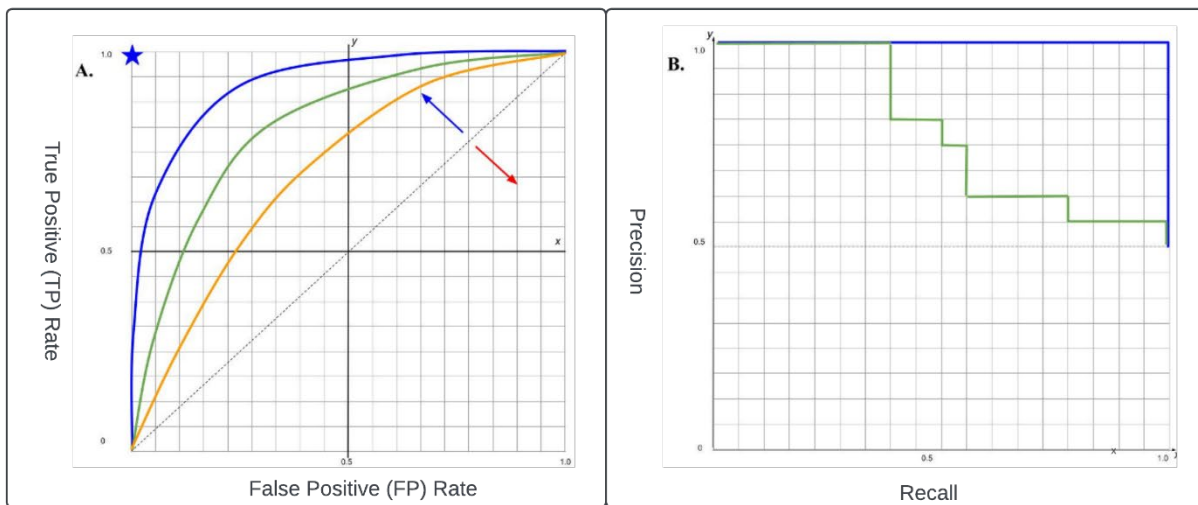 A.
True Positive (TP) Rate
1.0
0.5
0
y
x
0.5
1.0
False Positive (FP) Rate
B.
Precision
y
1.0
0.5
0
0.5
x
1.0
Recall